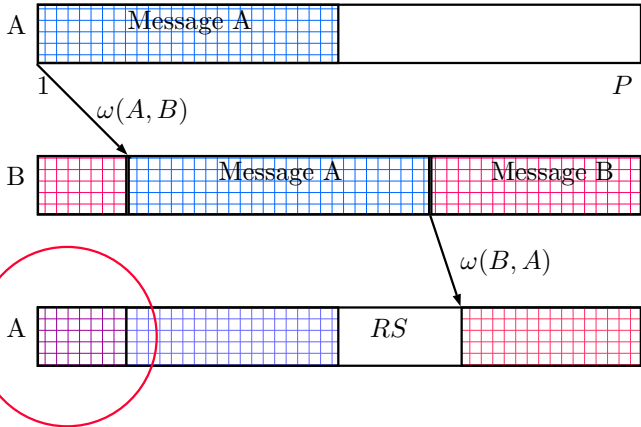 A Message A
1 P
ω(A, B)
B Message A Message B
ω(B, A)
A RS